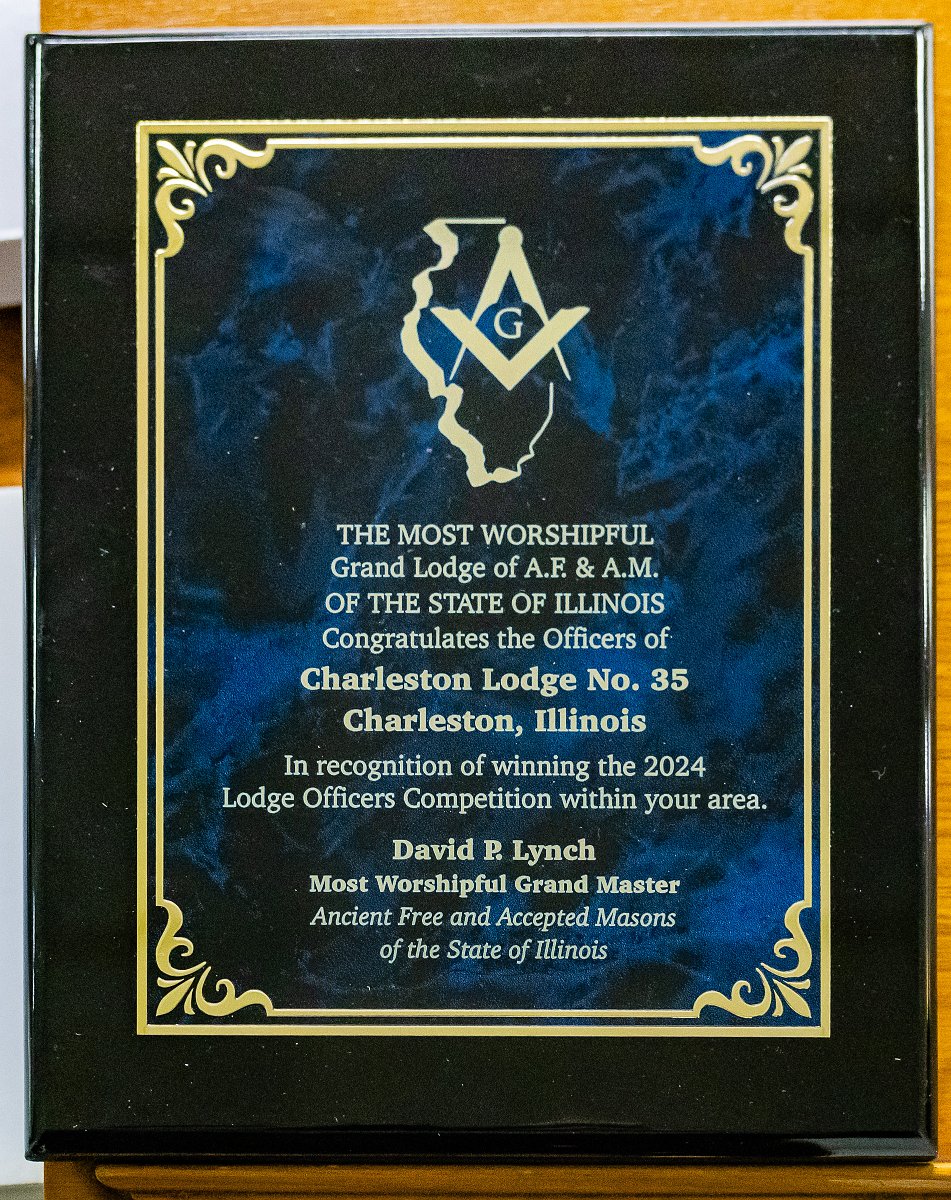 G
THE MOST WORSHIPFUL
Grand Lodge of A.F. & A.M.
OF THE STATE OF ILLINOIS
Congratulates the Officers of
Charleston Lodge No. 35
Charleston, Illinois
In recognition of winning the 2024
Lodge Officers Competition within your area.
David P. Lynch
Most Worshipful Grand Master
Ancient Free and Accepted Masons
of the State of Illinois